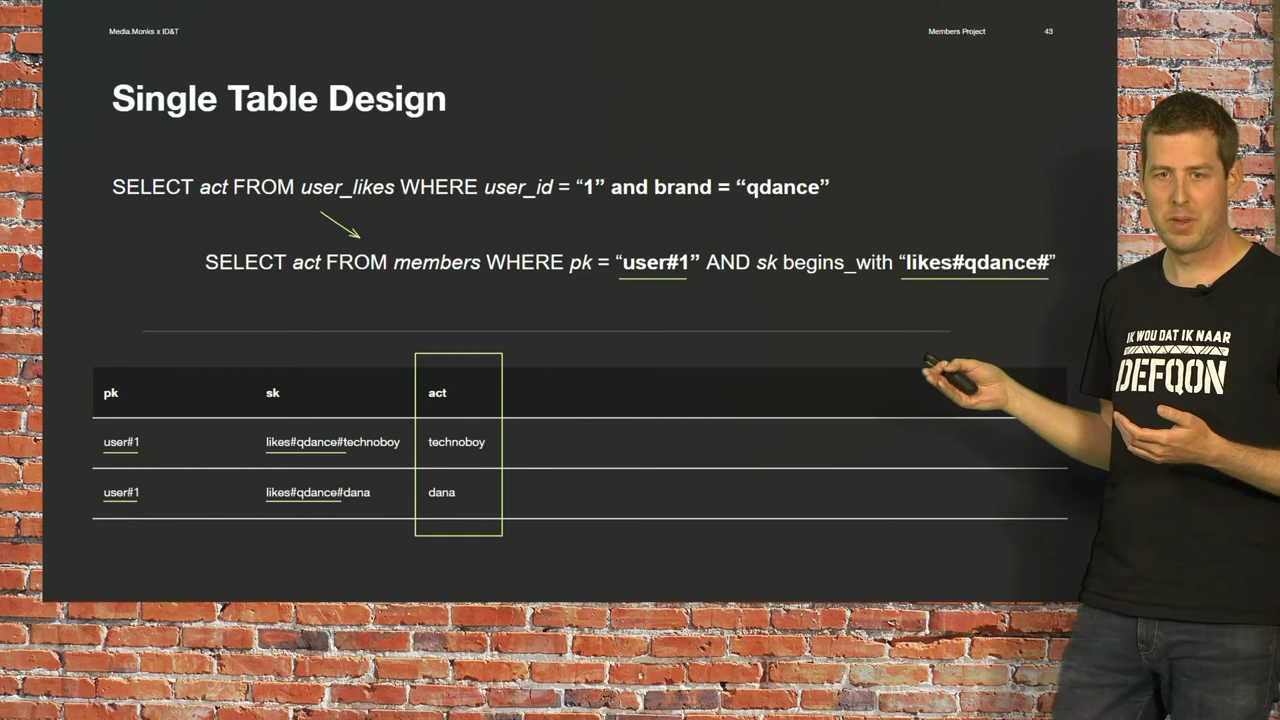 Media.Monks x ID&T
Members Project
43
Single Table Design
SELECT act FROM user_likes WHERE user_id = “1” and brand = “qdance”
SELECT act FROM members WHERE pk = “user#1” AND sk begins_with “likes#qdance#”
pk sk act
user#1 likes#qdance#technoboy technoboy
user#1 likes#qdance#dana dana
IK WOU DAT IK NAAR
DEFQON